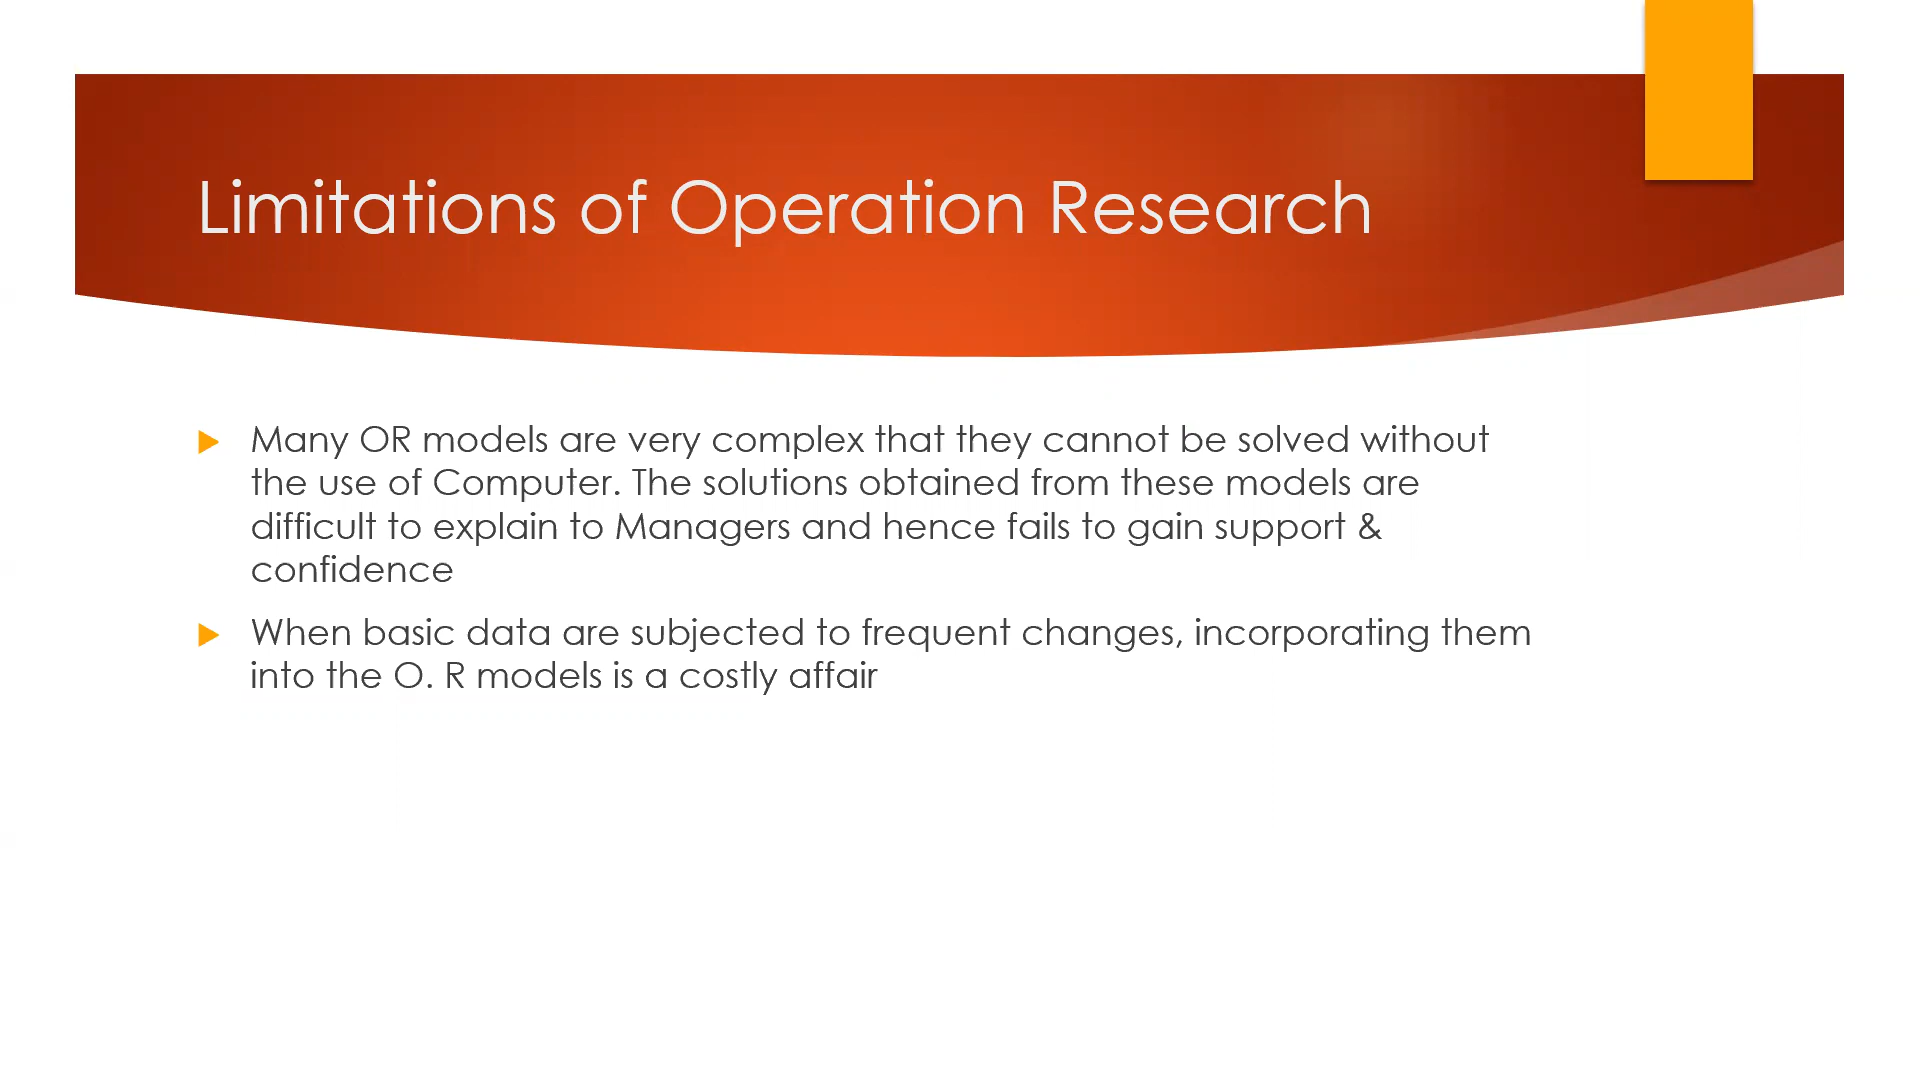 Limitations of Operation Research
Many OR models are very complex that they cannot be solved without
the use of Computer. The solutions obtained from these models are
difficult to explain to Managers and hence fails to gain support &
confidence
When basic data are subjected to frequent changes, incorporating them
into the O. R models is a costly affair